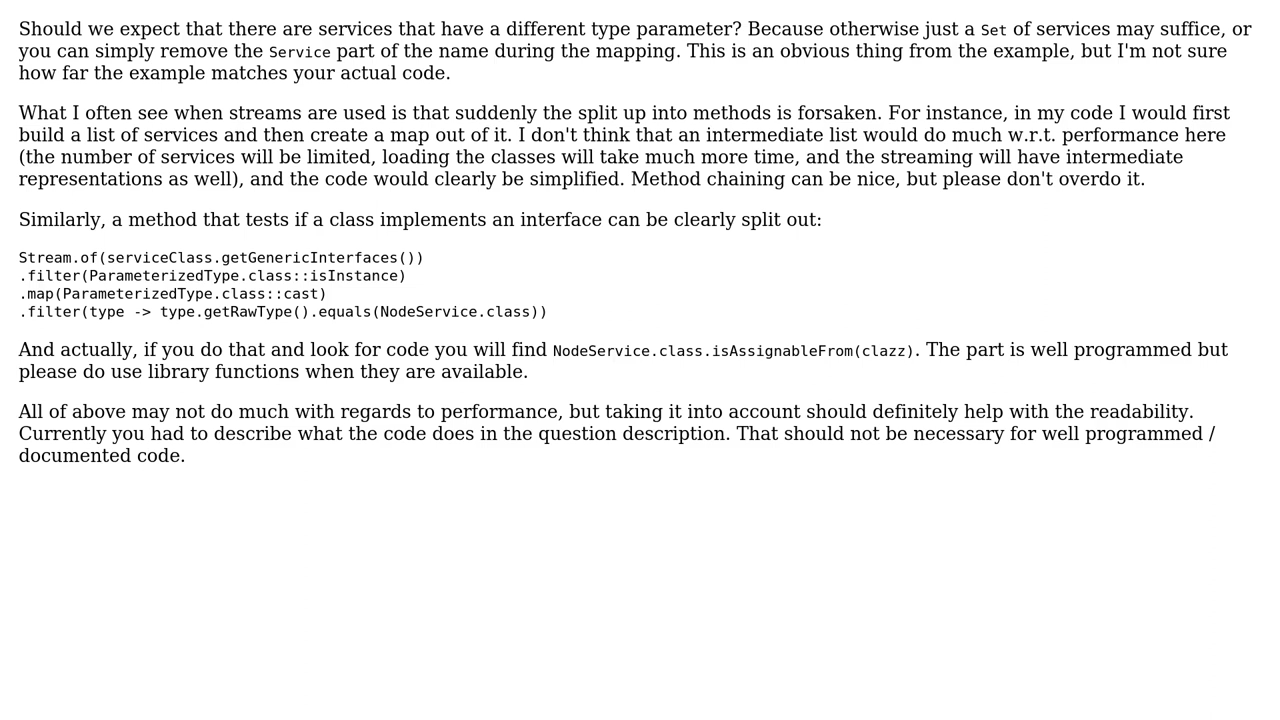 Should we expect that there are services that have a different type parameter? Because otherwise just a Set of services may suffice, or
you can simply remove the Service part of the name during the mapping. This is an obvious thing from the example, but I'm not sure
how far the example matches your actual code.
What I often see when streams are used is that suddenly the split up into methods is forsaken. For instance, in my code I would first
build a list of services and then create a map out of it. I don't think that an intermediate list would do much w.r.t. performance here
(the number of services will be limited, loading the classes will take much more time, and the streaming will have intermediate
representations as well), and the code would clearly be simplified. Method chaining can be nice, but please don't overdo it.
Similarly, a method that tests if a class implements an interface can be clearly split out:
Stream.of(serviceClass.getGenericInterfaces())
.filter(ParameterizedType.class::isInstance)
.map(ParameterizedType.class::cast)
.filter(type -> type.getRawType().equals(NodeService.class))
And actually, if you do that and look for code you will find NodeService.class.isAssignableFrom(clazz). The part is well programmed but
please do use library functions when they are available.
All of above may not do much with regards to performance, but taking it into account should definitely help with the readability.
Currently you had to describe what the code does in the question description. That should not be necessary for well programmed /
documented code.